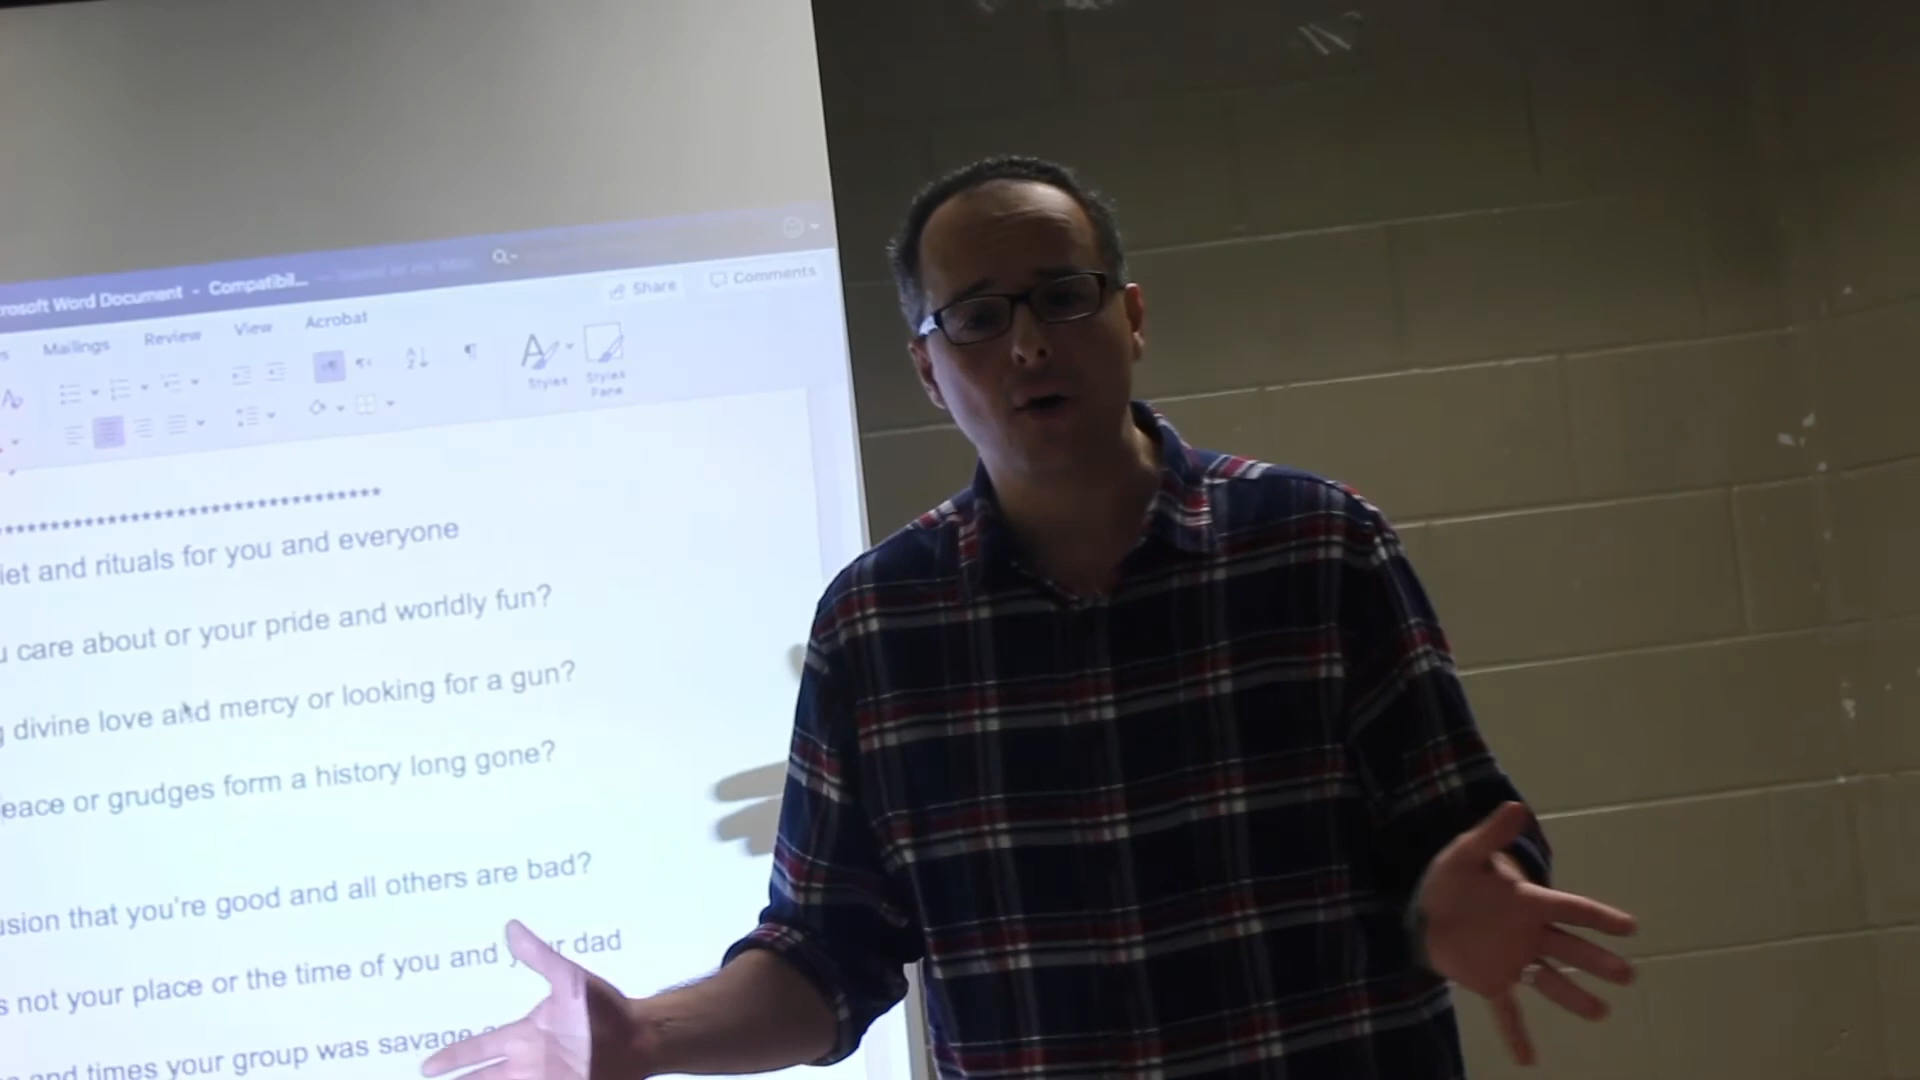 rosoft Word Document - Compatibil...
Share
Comments
Mailings Review View Acrobat
Styles
Styles Pane
***********************************
iet and rituals for you and everyone
care about or your pride and worldly fun?
divine love and mercy or looking for a gun?
eace or grudges form a history long gone?
usion that you're good and all others are bad?
s not your place or the time of you and dad
and times your group was savage